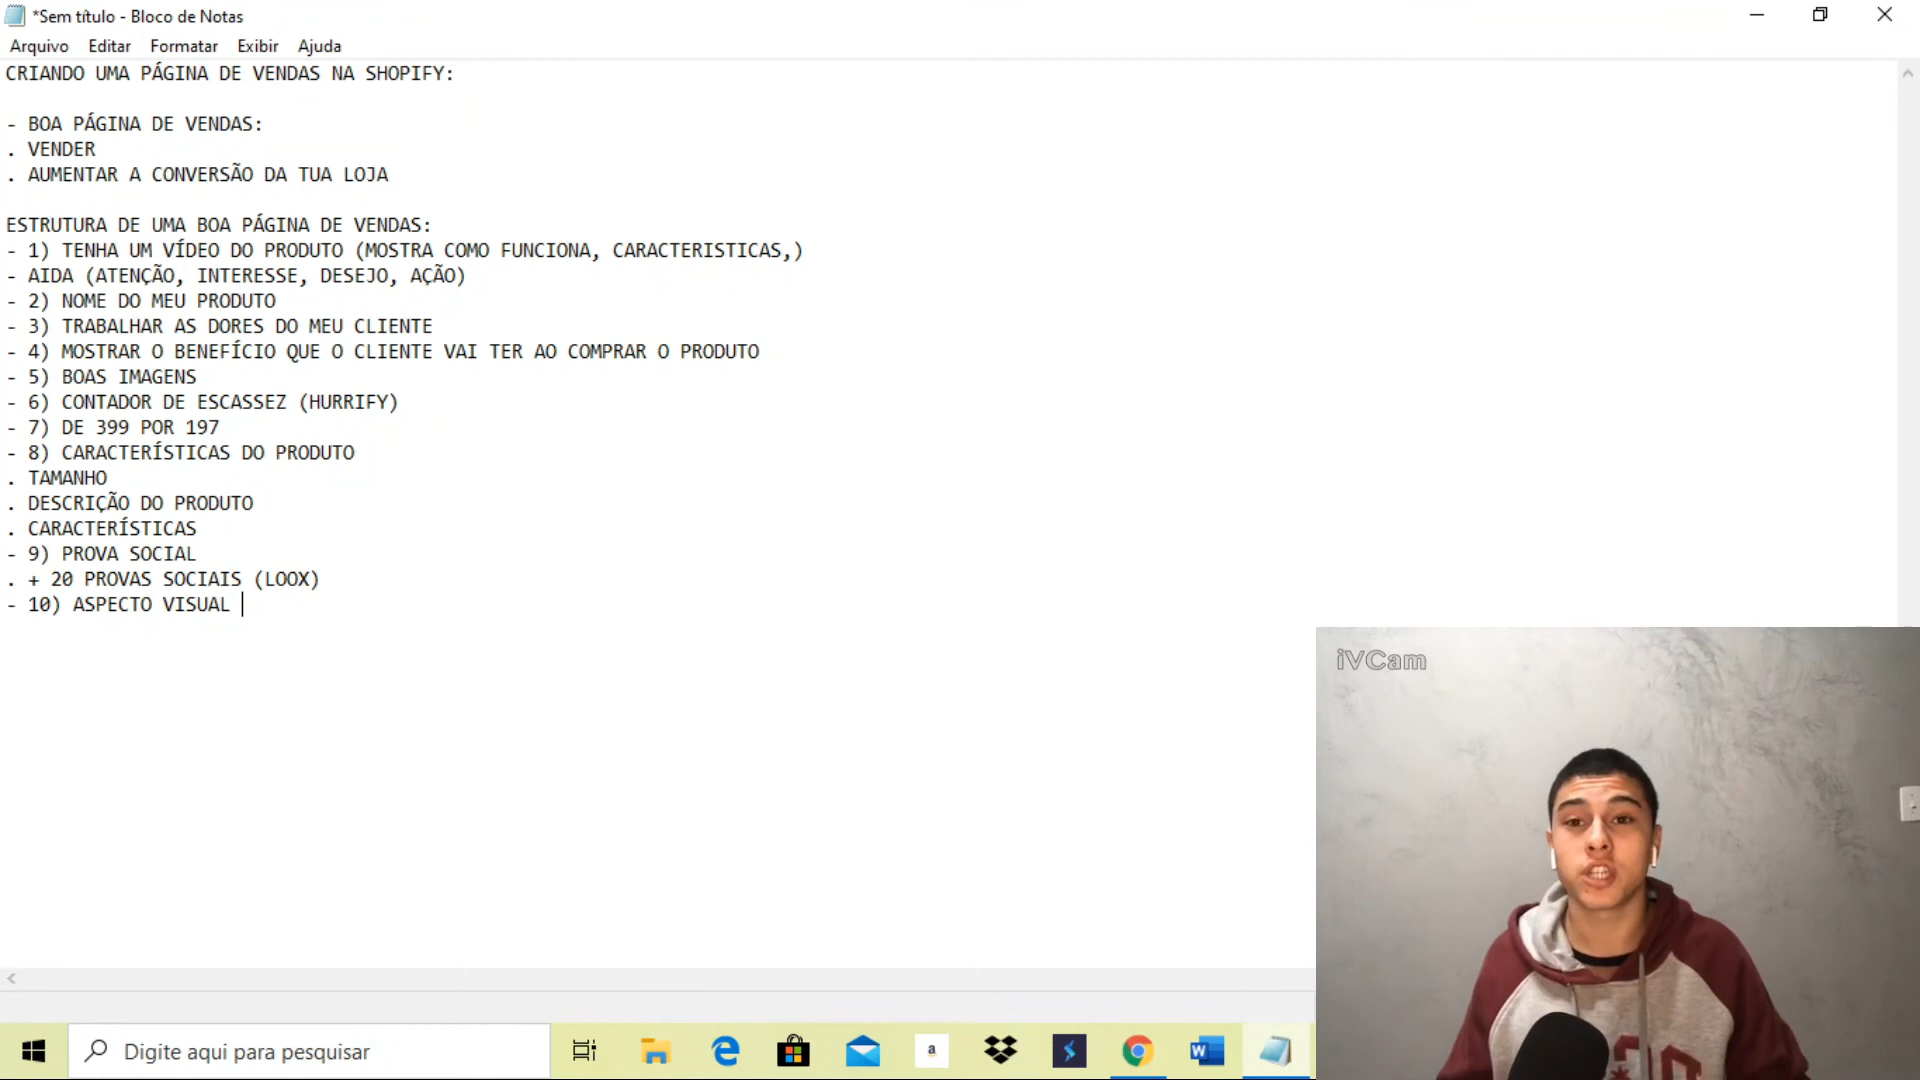 *Sem título - Bloco de Notas
Arquivo Editar Formatar Exibir Ajuda
CRIANDO UMA PÁGINA DE VENDAS NA SHOPIFY:
- BOA PÁGINA DE VENDAS:
. VENDER
. AUMENTAR A CONVERSÃO DA TUA LOJA
ESTRUTURA DE UMA BOA PÁGINA DE VENDAS:
- 1) TENHA UM VÍDEO DO PRODUTO (MOSTRA COMO FUNCIONA, CARACTERISTICAS,)
- AIDA (ATENÇÃO, INTERESSE, DESEJO, AÇÃO)
- 2) NOME DO MEU PRODUTO
- 3) TRABALHAR AS DORES DO MEU CLIENTE
- 4) MOSTRAR O BENEFÍCIO QUE O CLIENTE VAI TER AO COMPRAR O PRODUTO
- 5) BOAS IMAGENS
- 6) CONTADOR DE ESCASSEZ (HURRIFY)
- 7) DE 399 POR 197
- 8) CARACTERÍSTICAS DO PRODUTO
. TAMANHO
. DESCRIÇÃO DO PRODUTO
. CARACTERÍSTICAS
- 9) PROVA SOCIAL
. + 20 PROVAS SOCIAIS (LOOX)
- 10) ASPECTO VISUAL
iVCam
Digite aqui para pesquisar
a
W